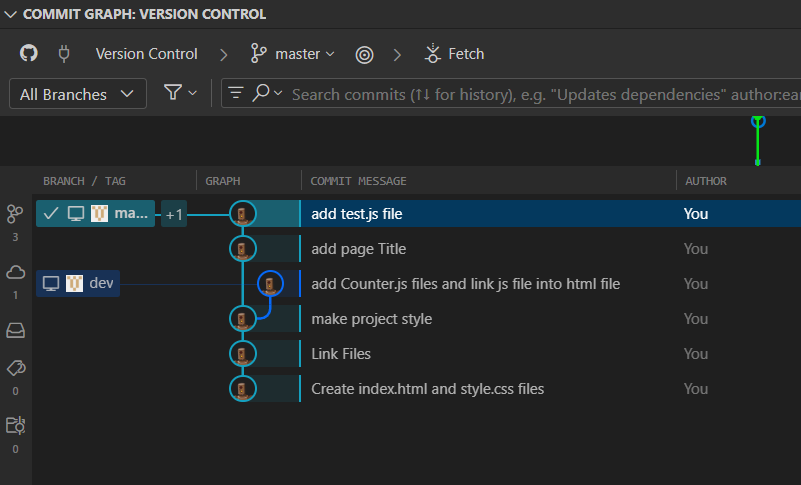 COMMIT GRAPH: VERSION CONTROL
Version Control > master > Fetch
All Branches Search commits (↑↓ for history), e.g. "Updates dependencies" author:ea
BRANCH / TAG GRAPH COMMIT MESSAGE AUTHOR
ma... +1 add test.js file You
3 add page Title You
1 dev add Counter.js files and link js file into html file You
make project style You
Link Files You
0 Create index.html and style.css files You
0